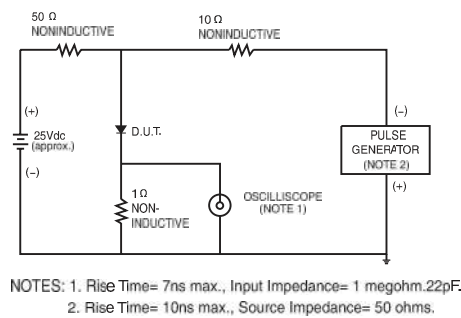 50 Ω
NONINDUCTIVE
10 Ω
NONINDUCTIVE
(+)
25Vdc
(approx.)
(−)
D.U.T.
1 Ω
NON-
INDUCTIVE
OSCILLISCOPE
(NOTE 1)
(−)
PULSE
GENERATOR
(NOTE 2)
(+)
NOTES: 1. Rise Time= 7ns max., Input Impedance= 1 megohm.22pF.
2. Rise Time= 10ns max., Source Impedance= 50 ohms.